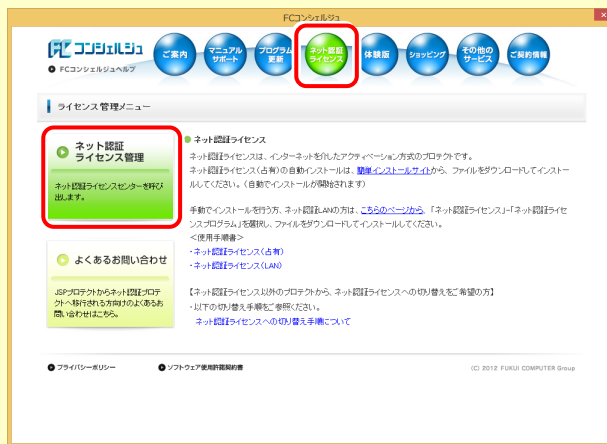 FCコンシェルジュ
×
FC コンシェルジュ
FCコンシェルジュヘルプ
ご案内
マニュアル
サポート
プログラム
更新
ネット認証
ライセンス
体験版
ショッピング
その他の
サービス
ご契約情報
ライセンス管理メニュー
ネット認証
ライセンス管理
ネット認証ライセンスセンターを呼び
出します。
よくあるお問い合わせ
JSPプロテクトからネット認証プロテ
クトへ移行される方向けのよくあるお
問い合わせはこちら。
ネット認証ライセンス
ネット認証ライセンスは、インターネットを介したアクティベーション方式のプロテクトです。
ネット認証ライセンス(占有)の自動インストールは、簡単インストールサイトから、ファイルをダウンロードしてインストー
ルしてください。(自動でインストールが開始されます)
手動でインストールを行う方、ネット認証LANの方は、こちらのページから、「ネット認証ライセンス」-「ネット認証ライセ
ンスプログラム」を選択し、ファイルをダウンロードしてインストールしてください。
<使用手順書>
・ネット認証ライセンス(占有)
・ネット認証ライセンス(LAN)
【ネット認証ライセンス以外のプロテクトから、ネット認証ライセンスへの切り替えをご希望の方】
・以下の切り替え手順をご参照ください。
ネット認証ライセンスへの切り替え手順について
プライバシーポリシー
ソフトウェア使用許諾契約書
(C) 2012 FUKUI COMPUTER Group